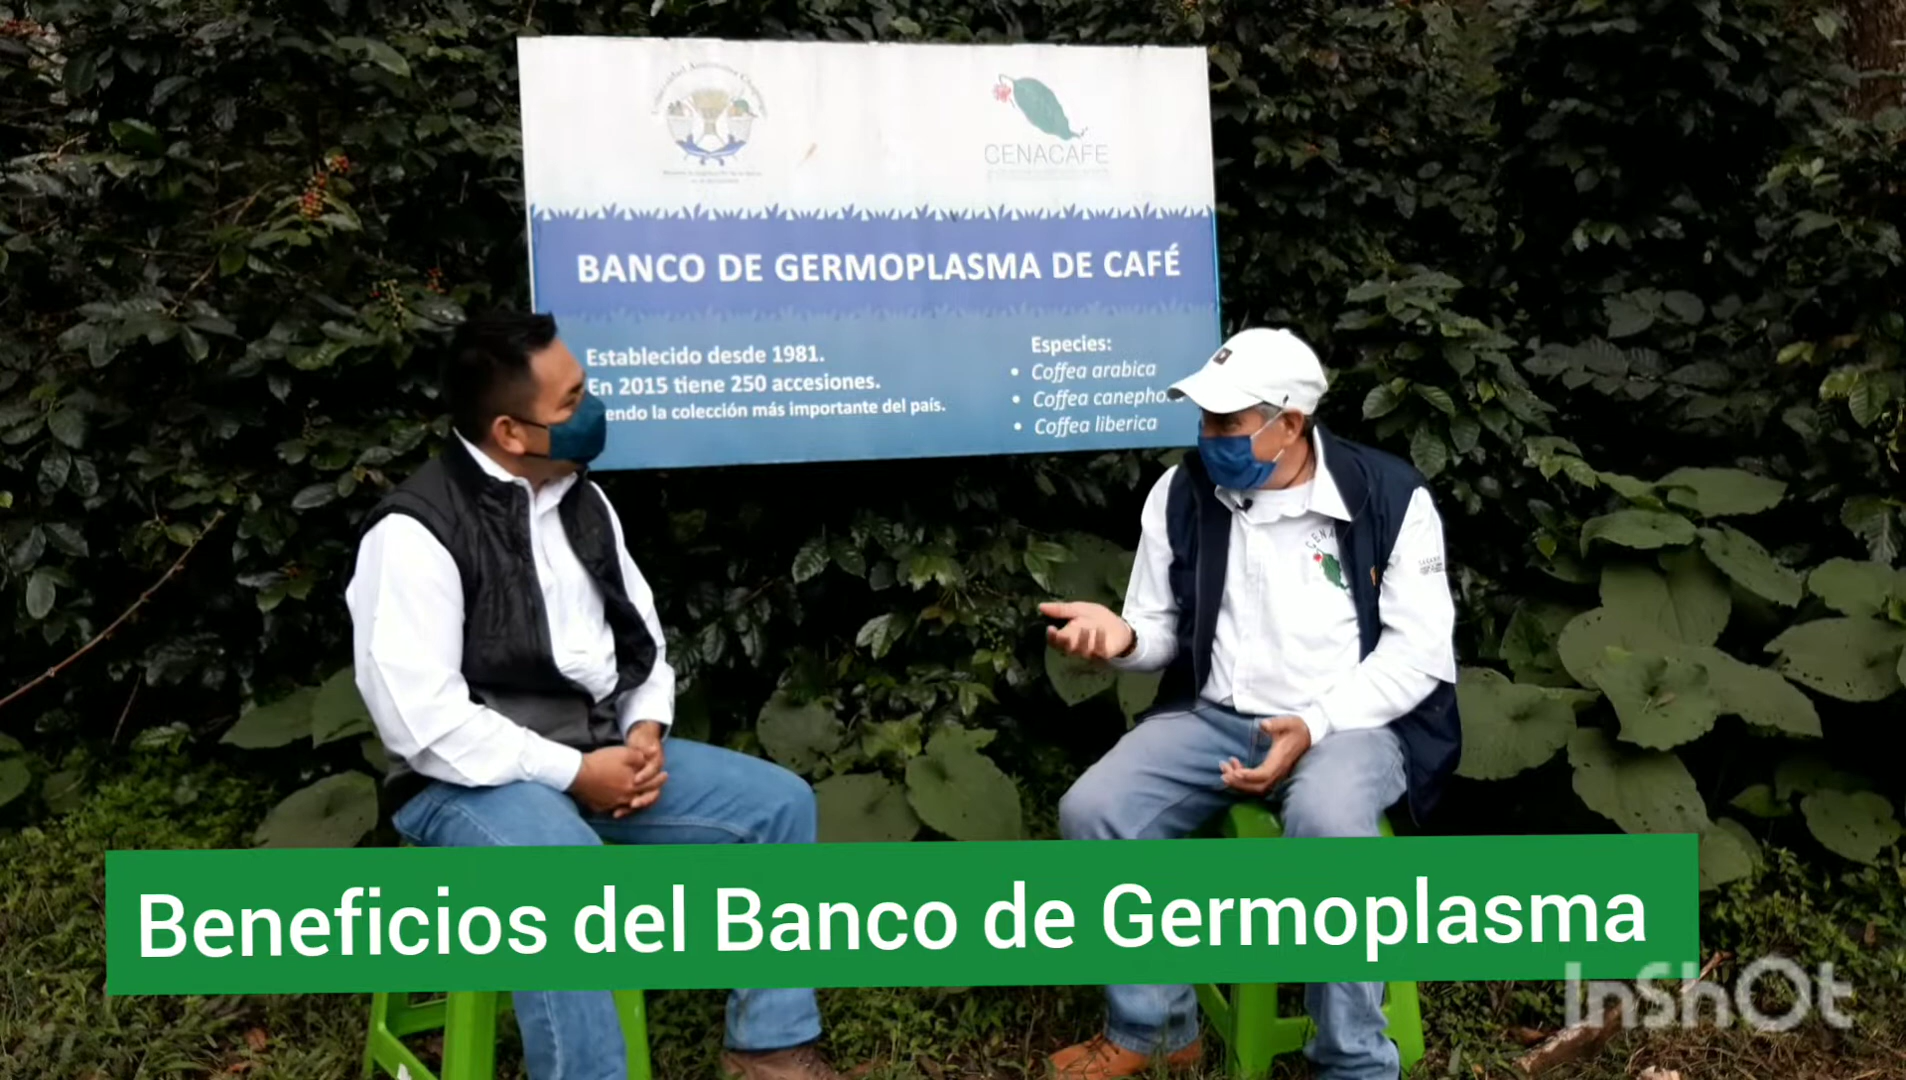 CENACAFE
BANCO DE GERMOPLASMA DE CAFÉ
Establecido desde 1981.
En 2015 tiene 250 accesiones.
la colección más importante del país.
Especies:
• Coffea arabica
• Coffea
• Coffea liberica
Beneficios del Banco de Germoplasma
InShOt